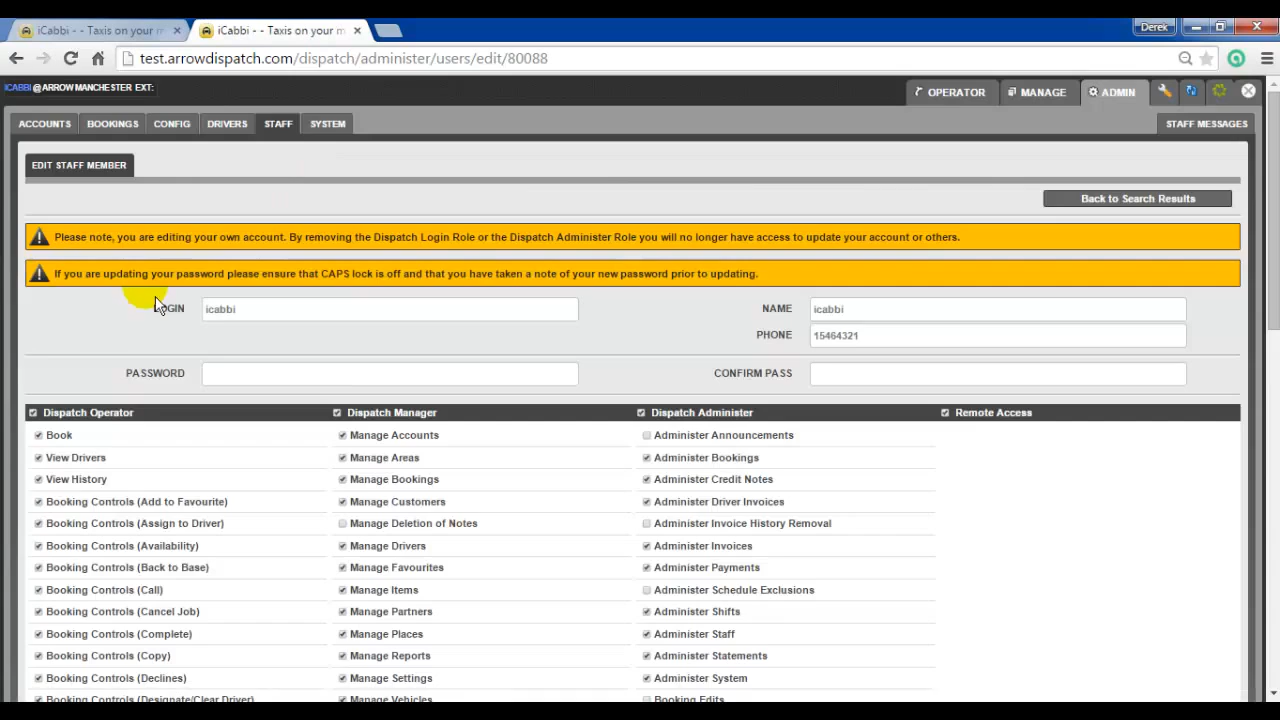 iCabbi - - Taxis on your m
iCabbi - - Taxis on your m
Derek
test.arrowdispatch.com/dispatch/administer/users/edit/80088
ICABBI @ARROW MANCHESTER EXT:
OPERATOR MANAGE ADMIN
ACCOUNTS BOOKINGS CONFIG DRIVERS STAFF SYSTEM STAFF MESSAGES
EDIT STAFF MEMBER
Back to Search Results
Please note, you are editing your own account. By removing the Dispatch Login Role or the Dispatch Administer Role you will no longer have access to update your account or others.
If you are updating your password please ensure that CAPS lock is off and that you have taken a note of your new password prior to updating.
LOGIN icabbi NAME icabbi
PHONE 15464321
PASSWORD CONFIRM PASS
Dispatch Operator Dispatch Manager Dispatch Administer Remote Access
Book Manage Accounts Administer Announcements
View Drivers Manage Areas Administer Bookings
View History Manage Bookings Administer Credit Notes
Booking Controls (Add to Favourite) Manage Customers Administer Driver Invoices
Booking Controls (Assign to Driver) Manage Deletion of Notes Administer Invoice History Removal
Booking Controls (Availability) Manage Drivers Administer Invoices
Booking Controls (Back to Base) Manage Favourites Administer Payments
Booking Controls (Call) Manage Items Administer Schedule Exclusions
Booking Controls (Cancel Job) Manage Partners Administer Shifts
Booking Controls (Complete) Manage Places Administer Staff
Booking Controls (Copy) Manage Reports Administer Statements
Booking Controls (Declines) Manage Settings Administer System
Booking Controls (Designate/Clear Driver) Manage Vehicles Booking Edits